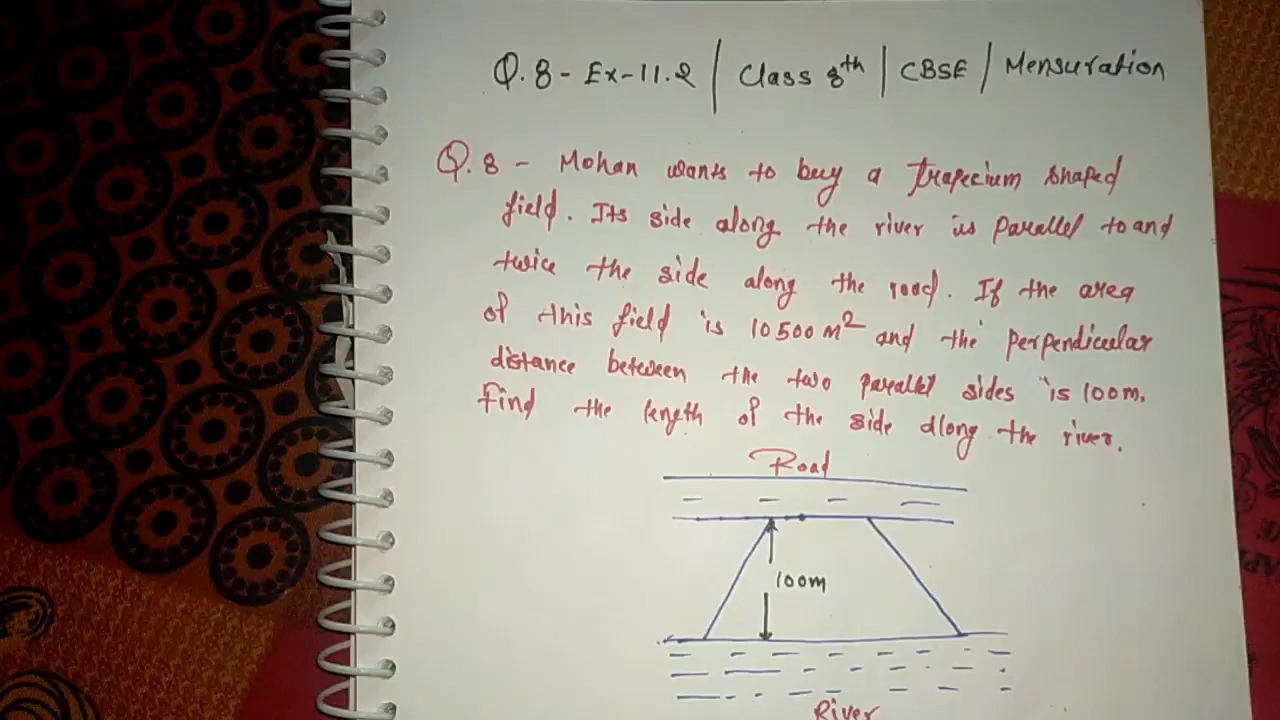 Q.8 - Ex-11.2 | Class 8th | CBSE | Mensuration
Q.8 - Mohan wants to buy a Trapecium shaped
field. Its side along the river is Parallel to and
twice the side along the road. If the area
of this field is 10500 m² and the perpendicular
distance between the two parallel sides is 100m.
Find the length of the side along the river.
Road
100m
River